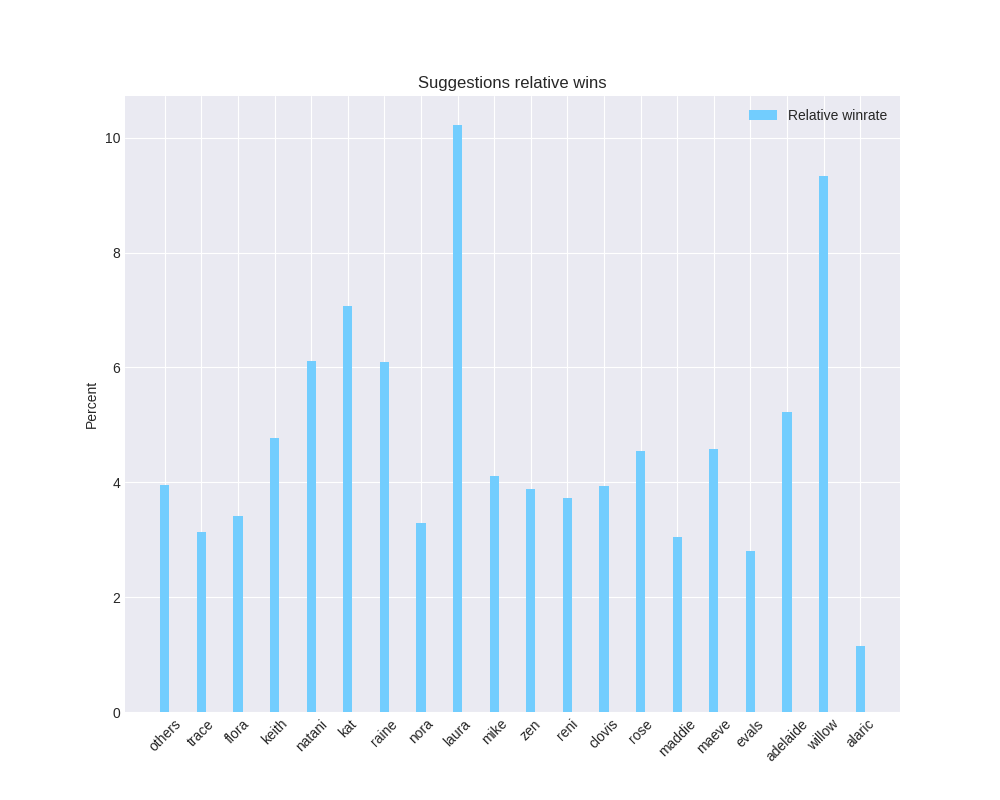 Suggestions relative wins
Relative winrate
Percent
10
8
6
4
2
0
others
trace
flora
keith
natani
kat
raine
nora
laura
mike
zen
reni
clovis
rose
maddie
maeve
evals
adelaide
willow
alaric